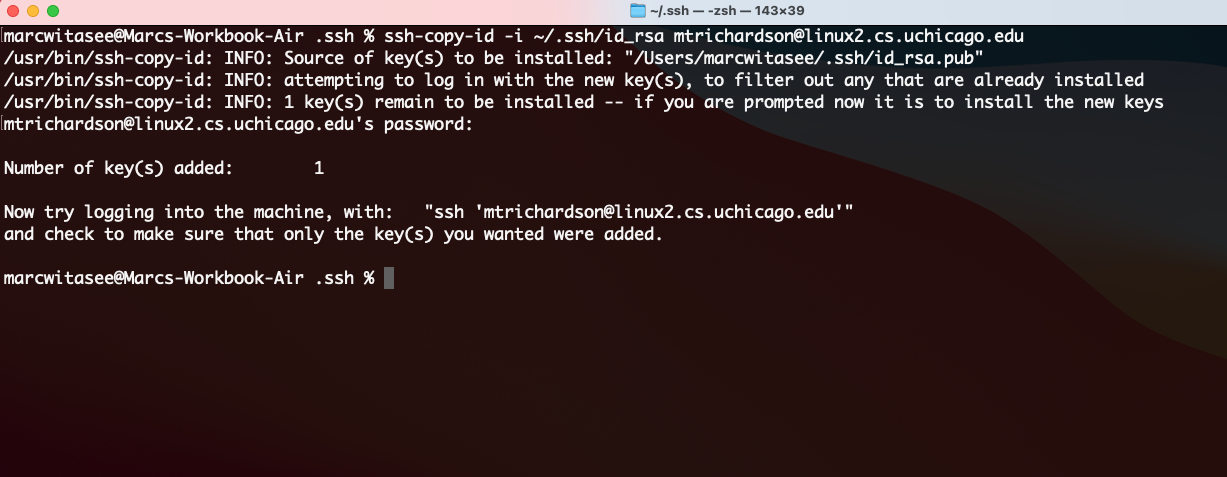 ~/.ssh — -zsh — 143×39
marcwitasee@Marcs-Workbook-Air .ssh % ssh-copy-id -i ~/.ssh/id_rsa mtrichardson@linux2.cs.uchicago.edu
/usr/bin/ssh-copy-id: INFO: Source of key(s) to be installed: "/Users/marcwitasee/.ssh/id_rsa.pub"
/usr/bin/ssh-copy-id: INFO: attempting to log in with the new key(s), to filter out any that are already installed
/usr/bin/ssh-copy-id: INFO: 1 key(s) remain to be installed -- if you are prompted now it is to install the new keys
mtrichardson@linux2.cs.uchicago.edu's password:
Number of key(s) added:        1
Now try logging into the machine, with:   "ssh 'mtrichardson@linux2.cs.uchicago.edu'"
and check to make sure that only the key(s) you wanted were added.
marcwitasee@Marcs-Workbook-Air .ssh %